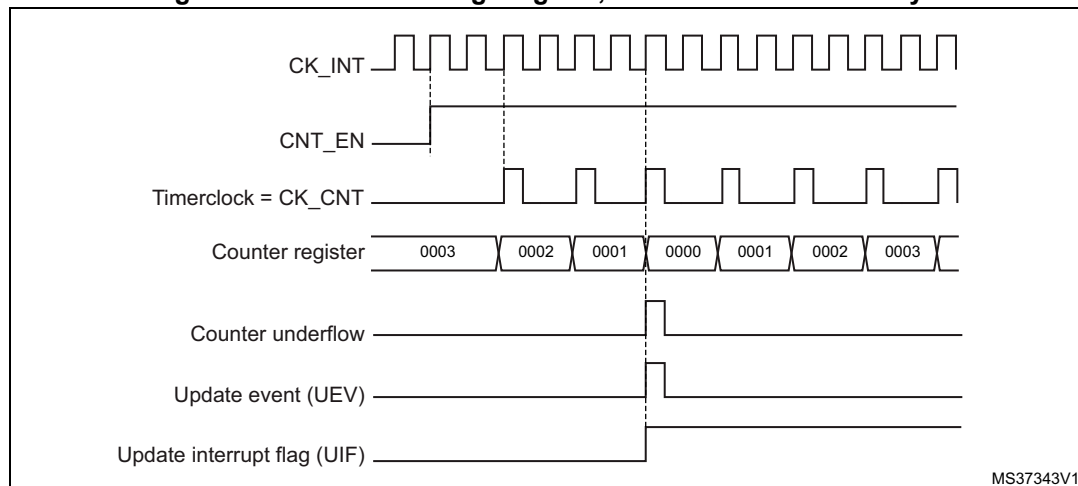 CK_INT
CNT_EN
Timerclock = CK_CNT
Counter register 0003 0002 0001 0000 0001 0002 0003
Counter underflow
Update event (UEV)
Update interrupt flag (UIF)
MS37343V1